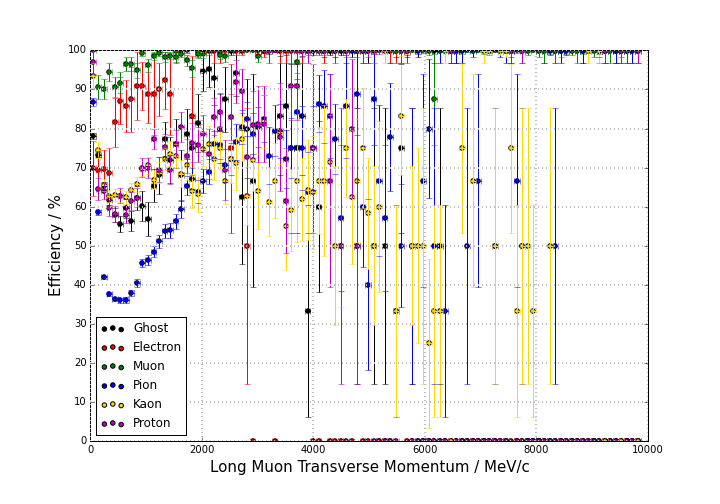 100
90
80
70
60
50
40
30
20
10
0
Efficiency / %
Ghost
Electron
Muon
Pion
Kaon
Proton
0 2000 4000 6000 8000 10000
Long Muon Transverse Momentum / MeV/c